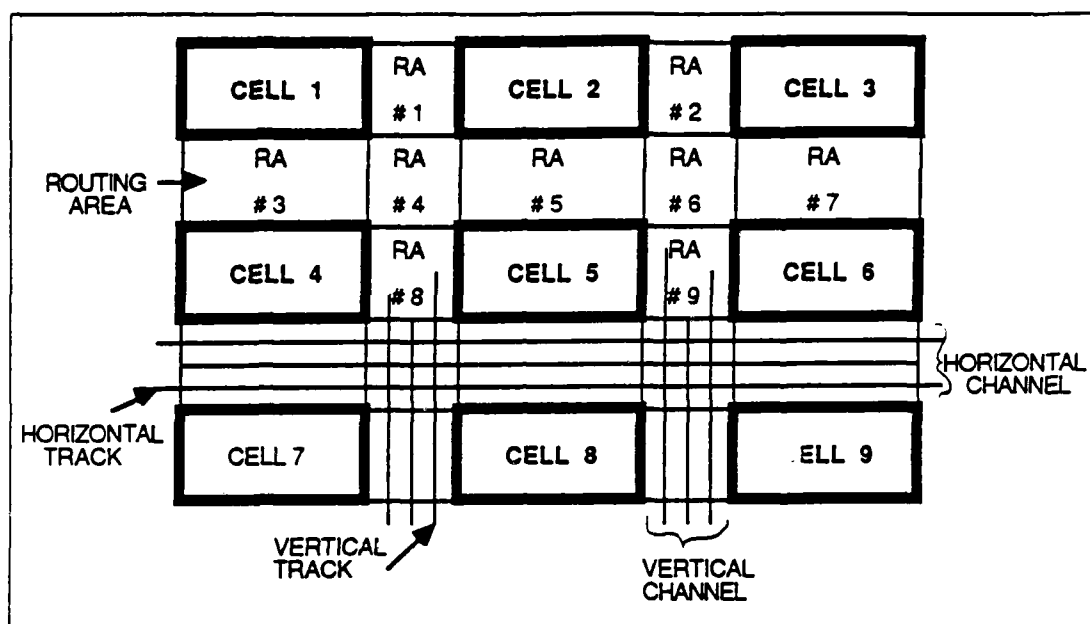 CELL 1
RA
#1
CELL 2
RA
#2
CELL 3
ROUTING
AREA
RA
#3
RA
#4
RA
#5
RA
#6
RA
#7
CELL 4
RA
#8
CELL 5
RA
#9
CELL 6
HORIZONTAL
CHANNEL
HORIZONTAL
TRACK
CELL 7
CELL 8
ELL 9
VERTICAL
TRACK
VERTICAL
CHANNEL